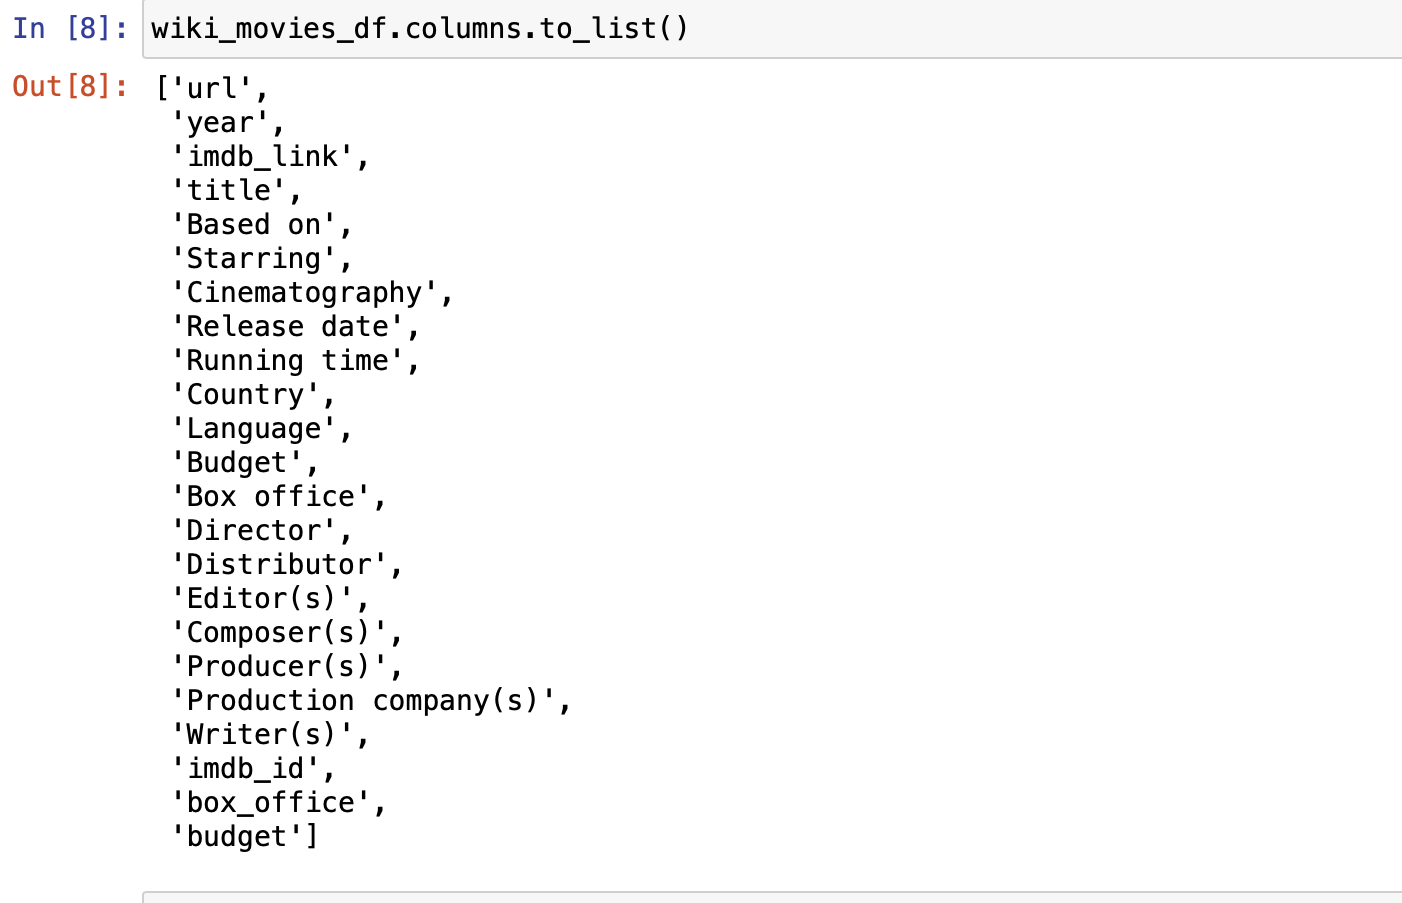 In [8]: wiki_movies_df.columns.to_list()
Out[8]: ['url',
'year',
'imdb_link',
'title',
'Based on',
'Starring',
'Cinematography',
'Release date',
'Running time',
'Country',
'Language',
'Budget',
'Box office',
'Director',
'Distributor',
'Editor(s)',
'Composer(s)',
'Producer(s)',
'Production company(s)',
'Writer(s)',
'imdb_id',
'box_office',
'budget']